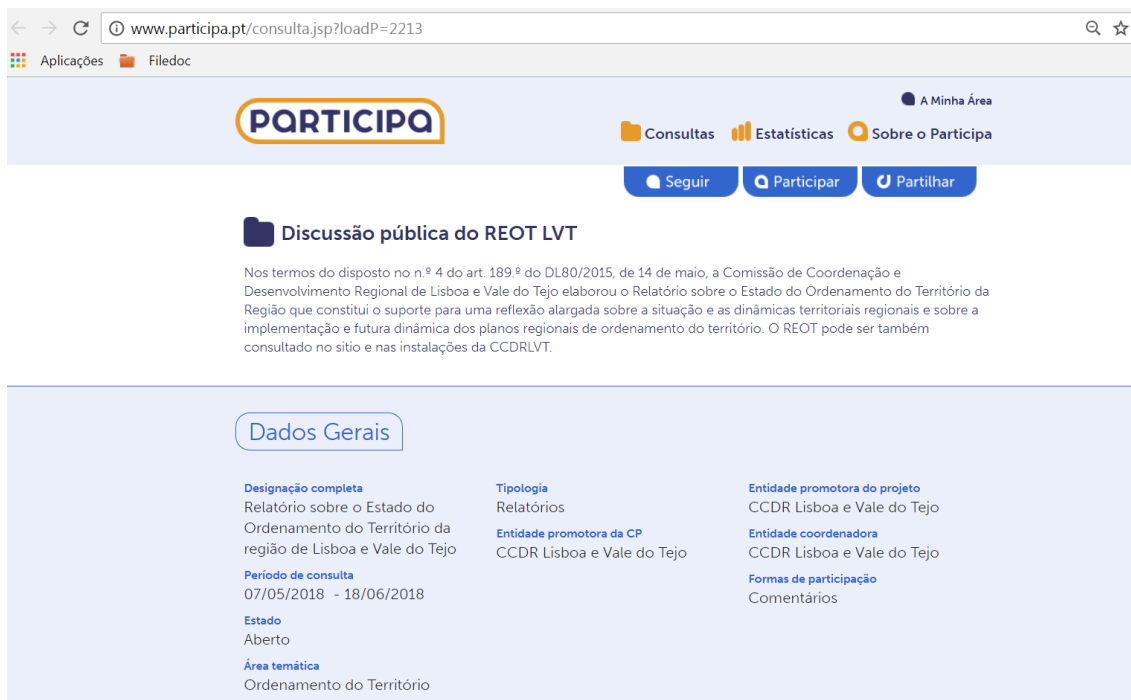 www.participa.pt/consulta.jsp?loadP=2213
Aplicações Filedoc
PARTICIPA
A Minha Área
Consultas Estatísticas Sobre o Participa
Seguir Participar Partilhar
Discussão pública do REOT LVT
Nos termos do disposto no n.º 4 do art. 189.º do DL80/2015, de 14 de maio, a Comissão de Coordenação e
Desenvolvimento Regional de Lisboa e Vale do Tejo elaborou o Relatório sobre o Estado do Ordenamento do Território da
Região que constitui o suporte para uma reflexão alargada sobre a situação e as dinâmicas territoriais regionais e sobre a
implementação e futura dinâmica dos planos regionais de ordenamento do território. O REOT pode ser também
consultado no sitio e nas instalações da CCDRLVT.
Dados Gerais
Designação completa
Relatório sobre o Estado do
Ordenamento do Território da
região de Lisboa e Vale do Tejo
Período de consulta
07/05/2018 - 18/06/2018
Estado
Aberto
Área temática
Ordenamento do Território
Tipologia
Relatórios
Entidade promotora da CP
CCDR Lisboa e Vale do Tejo
Entidade promotora do projeto
CCDR Lisboa e Vale do Tejo
Entidade coordenadora
CCDR Lisboa e Vale do Tejo
Formas de participação
Comentários